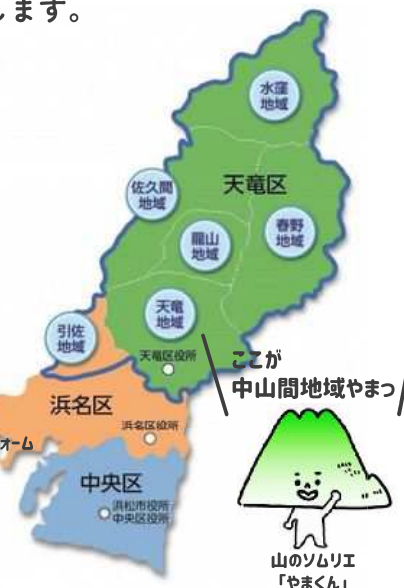 します。
水窪
地域
天竜区
佐久間
地域
春野
地域
龍山
地域
天竜
地域
引佐
地域
天竜区役所
ここが
中山間地域やまっ
浜名区
浜名区役所
ォーム
中央区
浜松市役所
中央区役所
山のソムリエ
「やまくん」